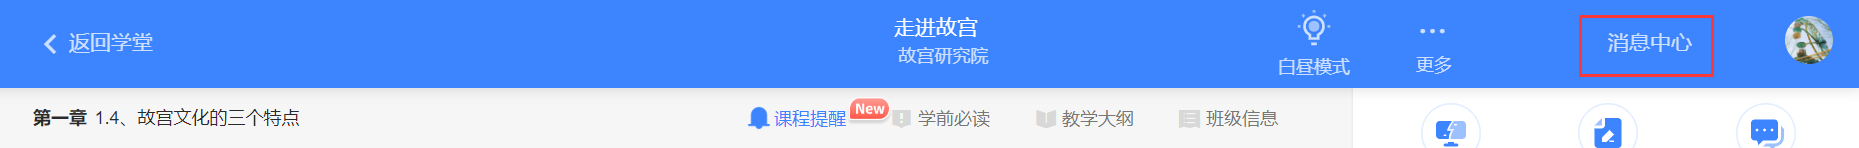 返回学堂
走进故宫
故宫研究院
白昼模式
更多
消息中心
第一章 1.4、故宫文化的三个特点
课程提醒
New
学前必读
教学大纲
班级信息